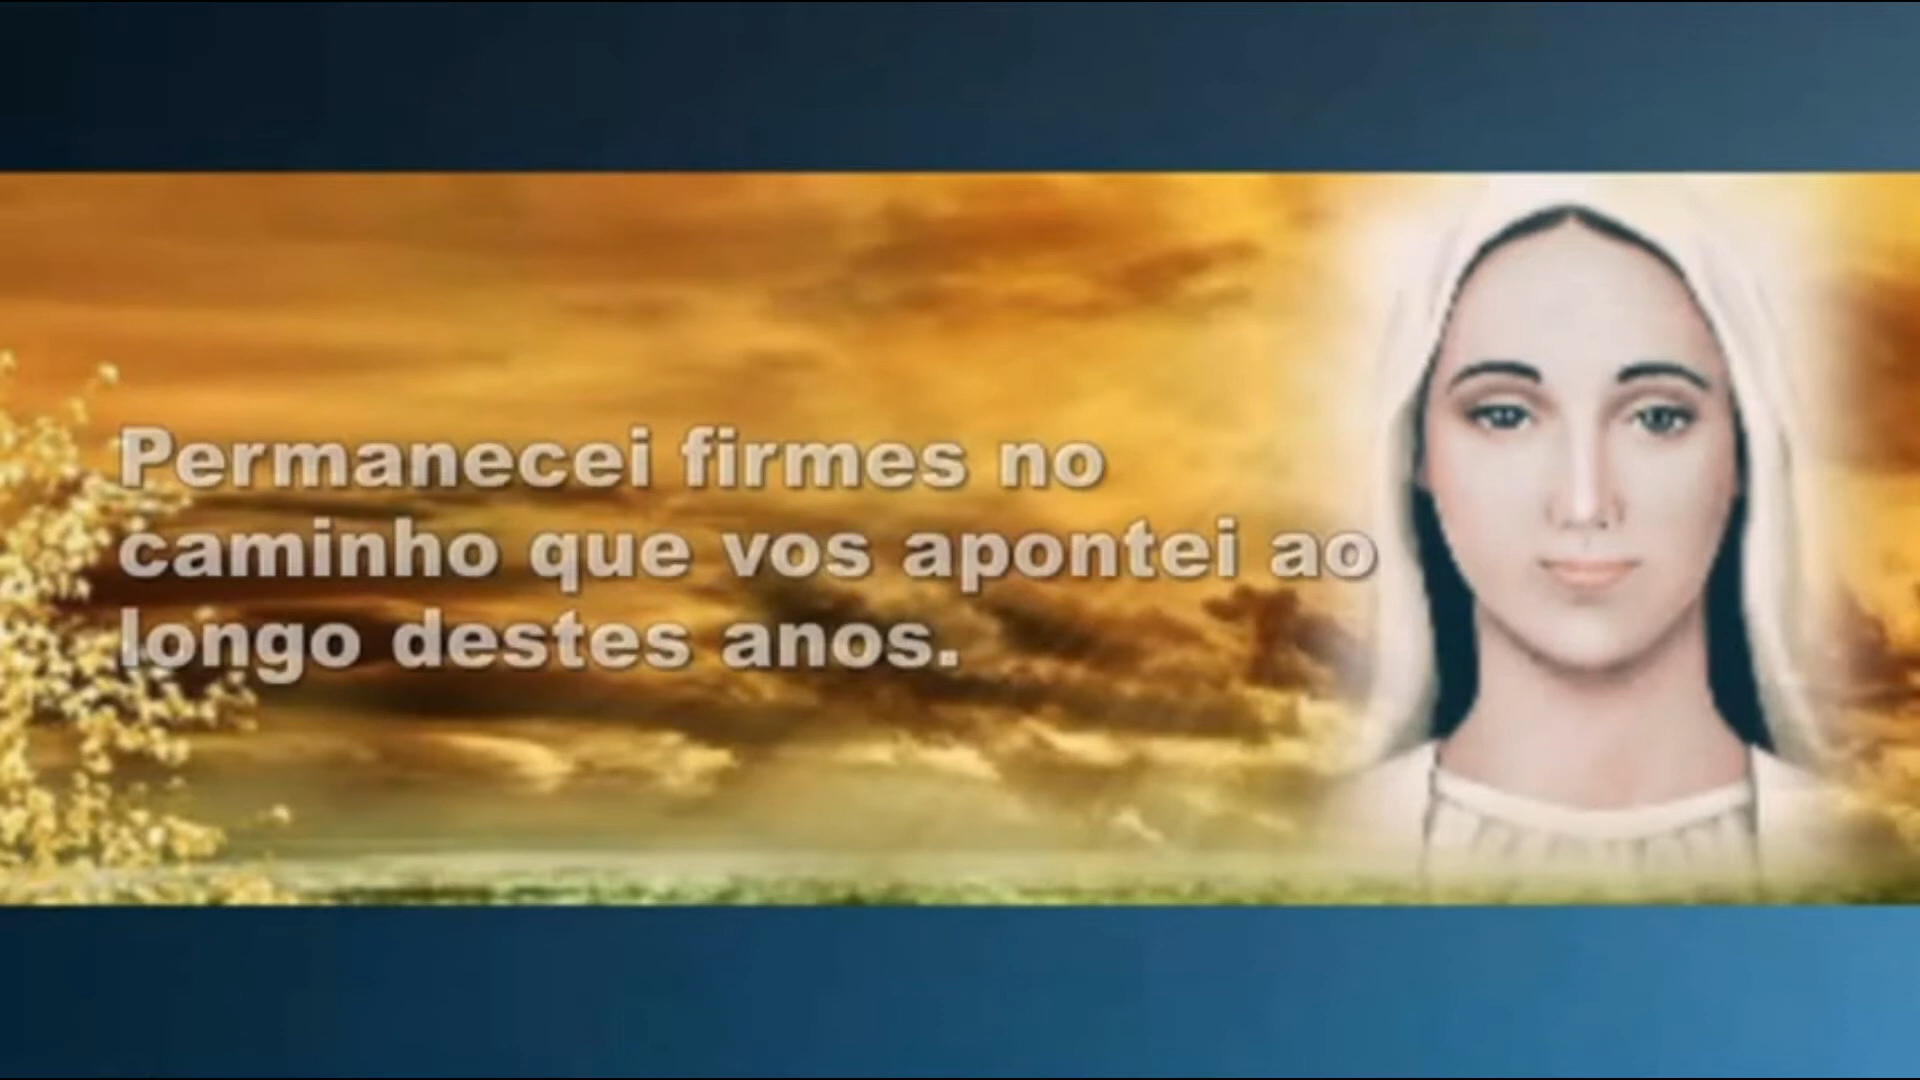 Permanecei firmes no
caminho que vos apontei ao
longo destes anos.